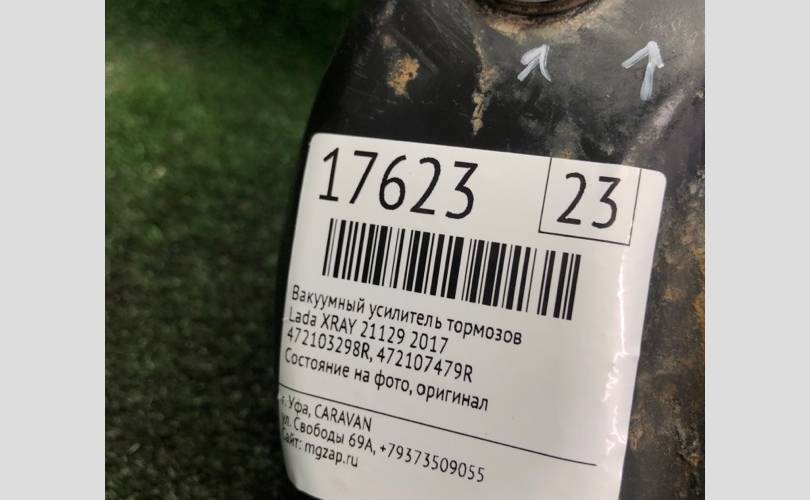 17623
23
Вакуумный усилитель тормозов
Lada XRAY 21129 2017
472103298R, 472107479R
Состояние на фото, оригинал
г. Уфа, CARAVAN
ул. Свободы 69А, +79373509055
Сайт: mgzap.ru